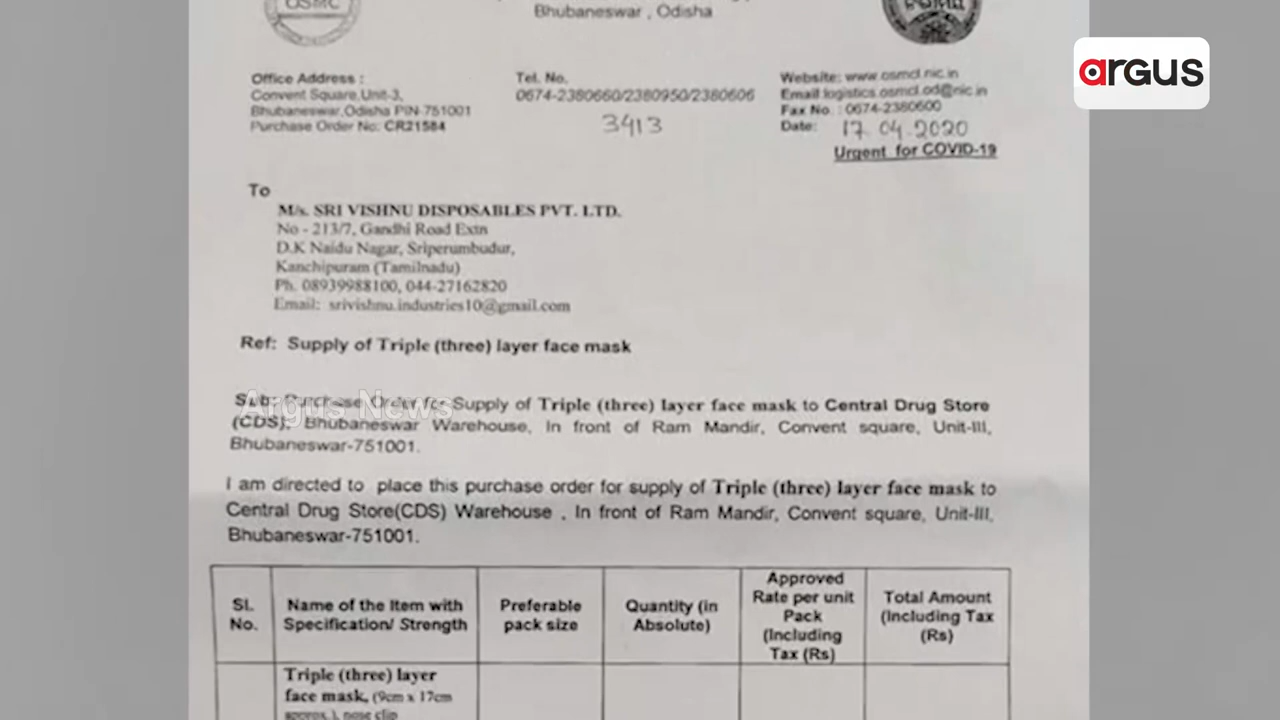 OSMC
Bhubaneswar , Odisha
argus
Office Address :
Convent Square,Unit-3,
Bhubaneswar,Odisha PIN-751001
Purchase Order No: CR21584
Tel. No.
0674-2380660/2380950/2380606
3413
Website: www.osmcl.nic.in
Email:logistics.osmcl.od@nic.in
Fax No. : 0674-2380600
Date: 17.04.2020
Urgent for COVID-19
To
M/s. SRI VISHNU DISPOSABLES PVT. LTD.
No - 213/7, Gandhi Road Extn
D.K Naidu Nagar, Sriperumbudur,
Kanchipuram (Tamilnadu)
Ph. 08939988100, 044-27162820
Email: srivishnu.industries10@gmail.com
Ref: Supply of Triple (three) layer face mask
Sub: Purchase Order for Supply of Triple (three) layer face mask to Central Drug Store
Argus News
(CDS), Bhubaneswar Warehouse, In front of Ram Mandir, Convent square, Unit-III,
Bhubaneswar-751001.
I am directed to place this purchase order for supply of Triple (three) layer face mask to
Central Drug Store(CDS) Warehouse , In front of Ram Mandir, Convent square, Unit-III,
Bhubaneswar-751001.
Sl. No.
Name of the Item with Specification/ Strength
Preferable pack size
Quantity (in Absolute)
Approved Rate per unit Pack (Including Tax (Rs)
Total Amount (Including Tax (Rs)
Triple (three) layer
face mask, (9cm x 17cm
approx.), nose clip